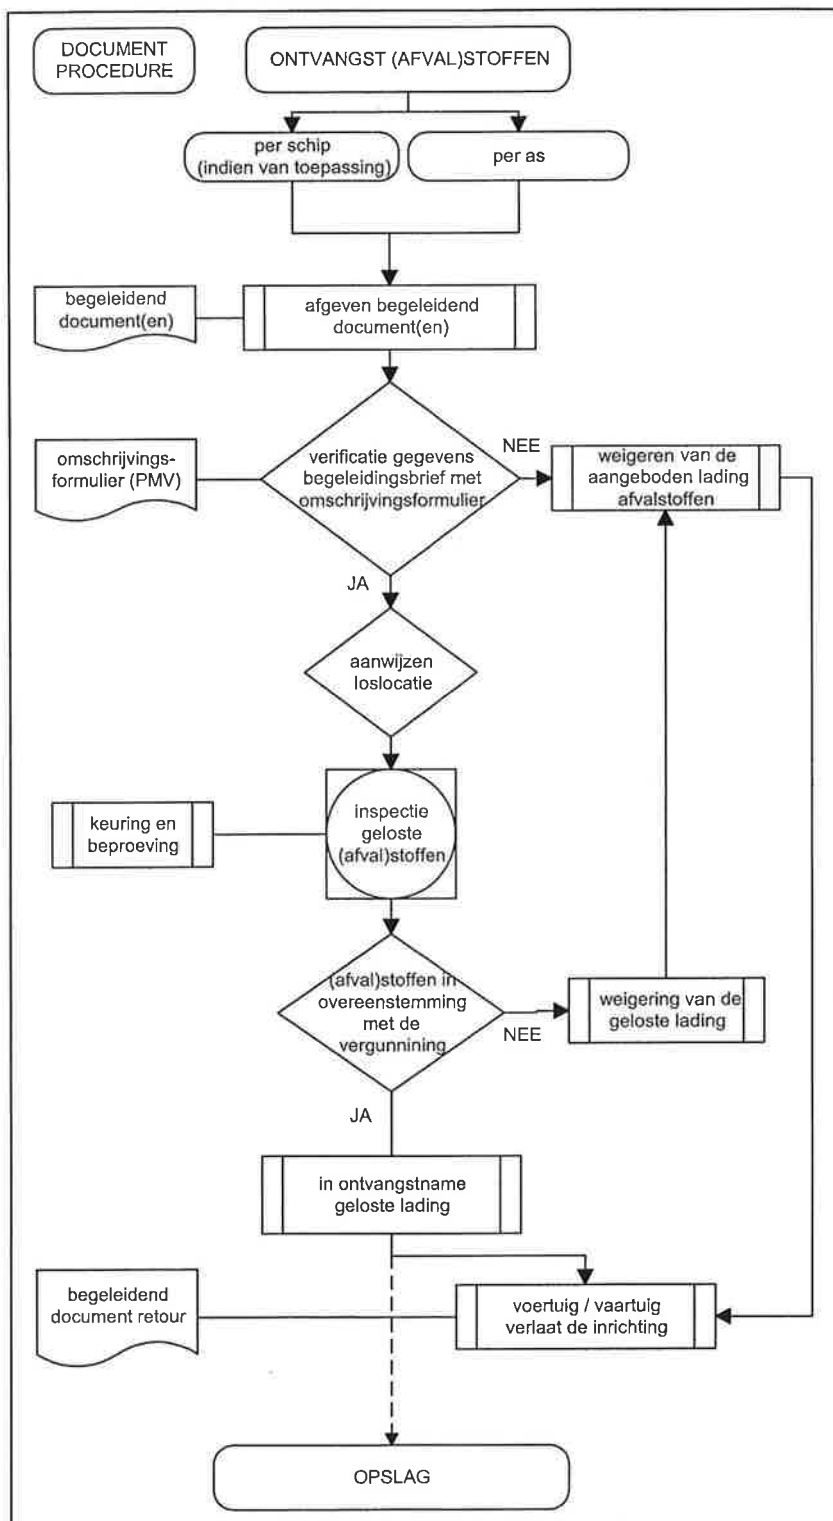 DOCUMENT
PROCEDURE
ONTVANGST (AFVAL)STOFFEN
per schip
(indien van toepassing)
per as
begeleidend
document(en)
afgeven begeleidend
document(en)
omschrijvings-
formulier (PMV)
verificatie gegevens
begeleidingsbrief met
omschrijvingsformulier
NEE
weigeren van de
aangeboden lading
afvalstoffen
JA
aanwijzen
loslocatie
keuring en
beproeving
inspectie
geloste
(afval)stoffen
(afval)stoffen in
overeenstemming
met de
vergunnining
NEE
weigering van de
geloste lading
JA
in ontvangstname
geloste lading
begeleidend
document retour
voertuig / vaartuig
verlaat de inrichting
OPSLAG